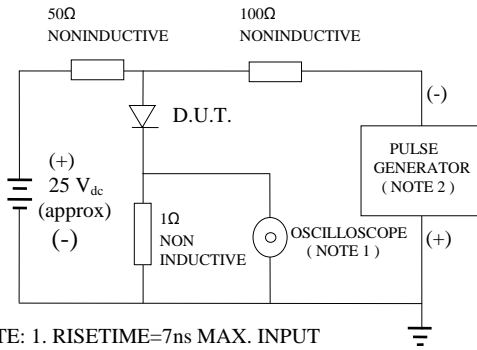 50Ω
NONINDUCTIVE
100Ω
NONINDUCTIVE
(-)
D.U.T.
PULSE
GENERATOR
( NOTE 2 )
(+)
25 Vdc
(approx)
(-)
1Ω
NON
INDUCTIVE
OSCILLOSCOPE
( NOTE 1 )
(+)
TE: 1. RISETIME=7ns MAX. INPUT